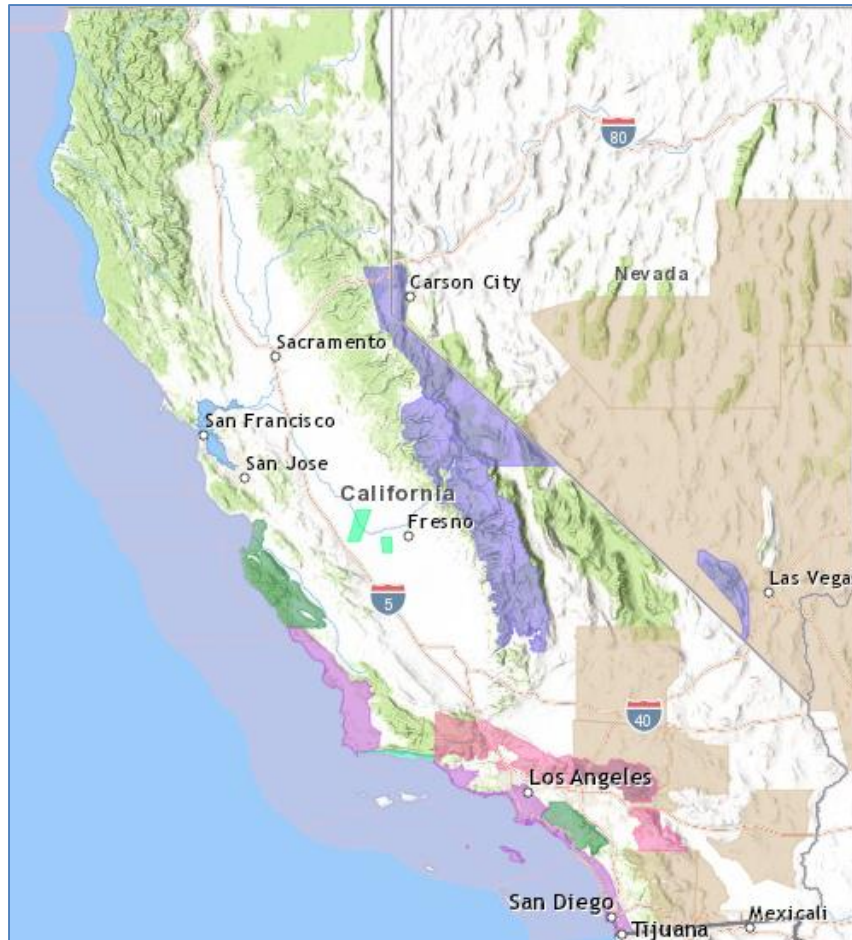 80
Nevada
Carson City
Sacramento
San Francisco
San Jose
California
Fresno
5
Las Vega
40
Los Angeles
San Diego
Mexicali
Tijuana